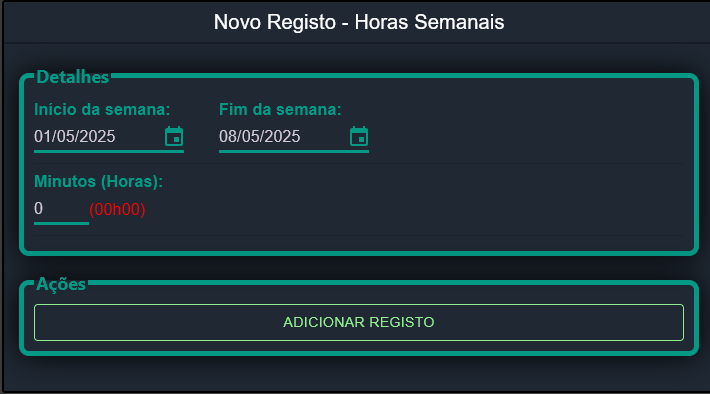 Novo Registo - Horas Semanais
Detalhes
Início da semana: Fim da semana:
01/05/2025 08/05/2025
Minutos (Horas):
0 (00h00)
Ações
ADICIONAR REGISTO